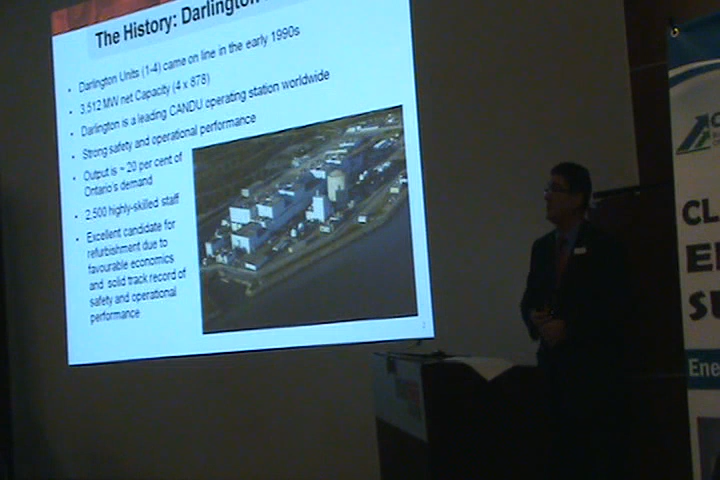 The History: Darlington
• Darlington Units (1-4) came on line in the early 1990s
• 3,512 MW net Capacity (4 x 878)
• Darlington is a leading CANDU operating station worldwide
• Strong safety and operational performance
• Output is ~ 20 per cent of
Ontario's demand
• 2,500 highly-skilled staff
• Excellent candidate for
refurbishment due to
favourable economics
and solid track record of
safety and operational
performance
2
C
CL
E
S
Ene